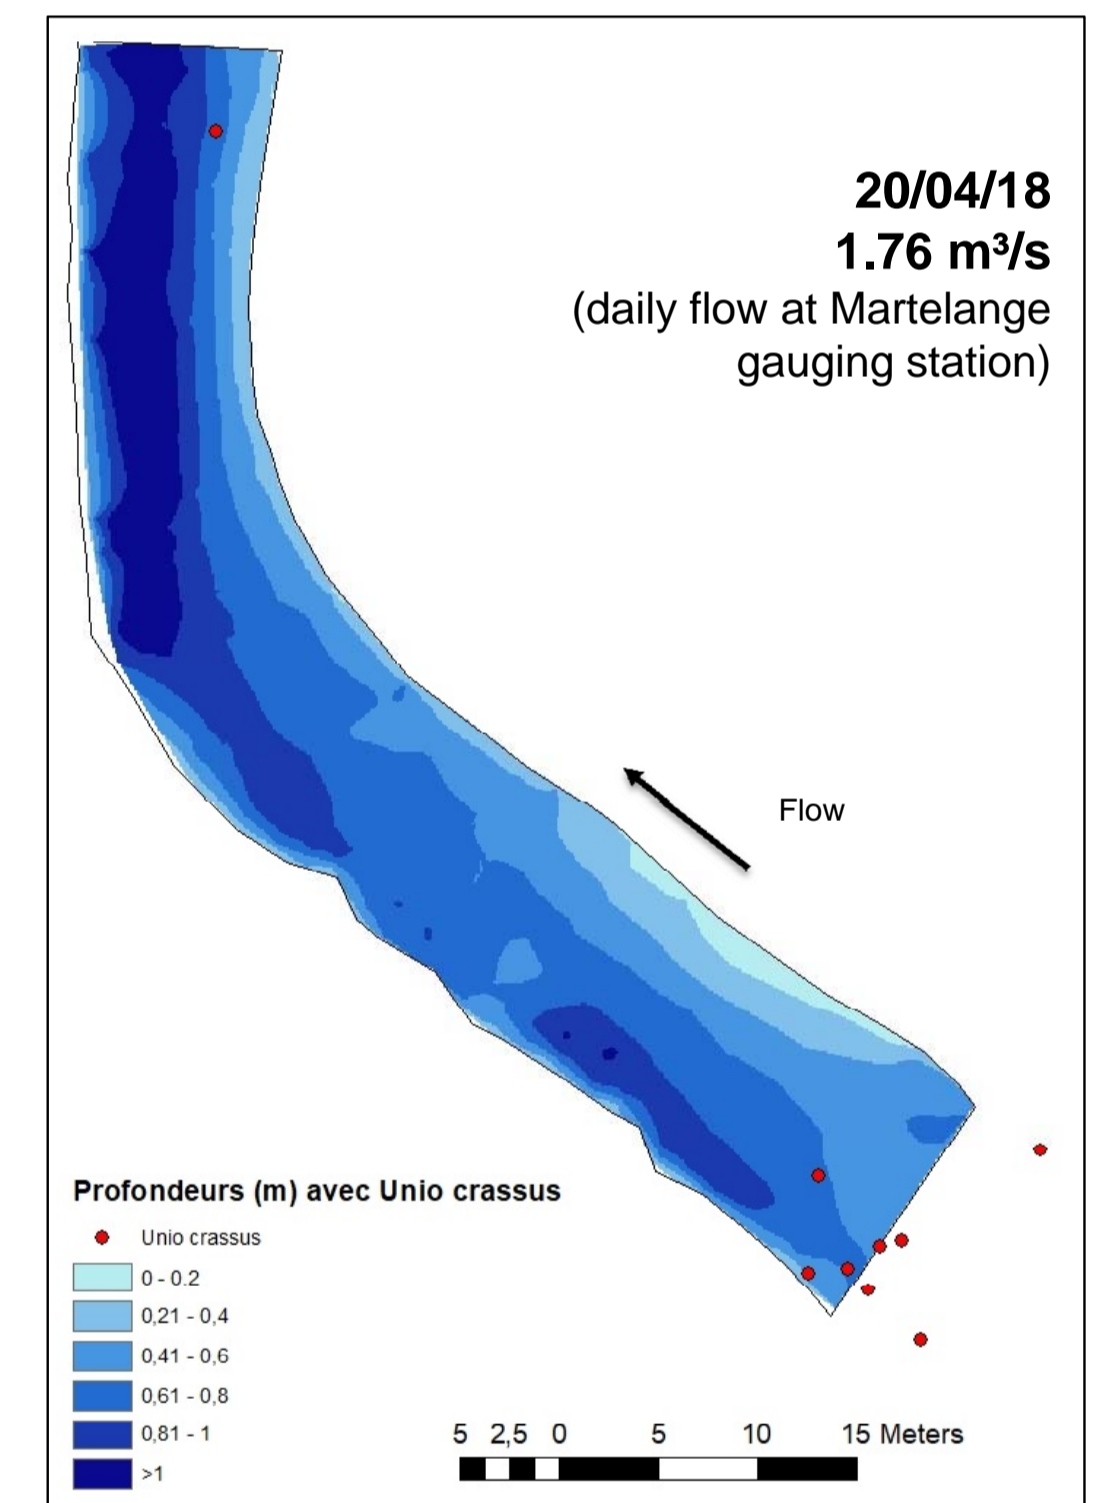 20/04/18
1.76 m³/s
(daily flow at Martelange
gauging station)
Flow
Profondeurs (m) avec Unio crassus
Unio crassus
0 - 0.2
0,21 - 0,4
0,41 - 0,6
0,61 - 0,8
0,81 - 1
>1
5 2,5 0 5 10 15 Meters